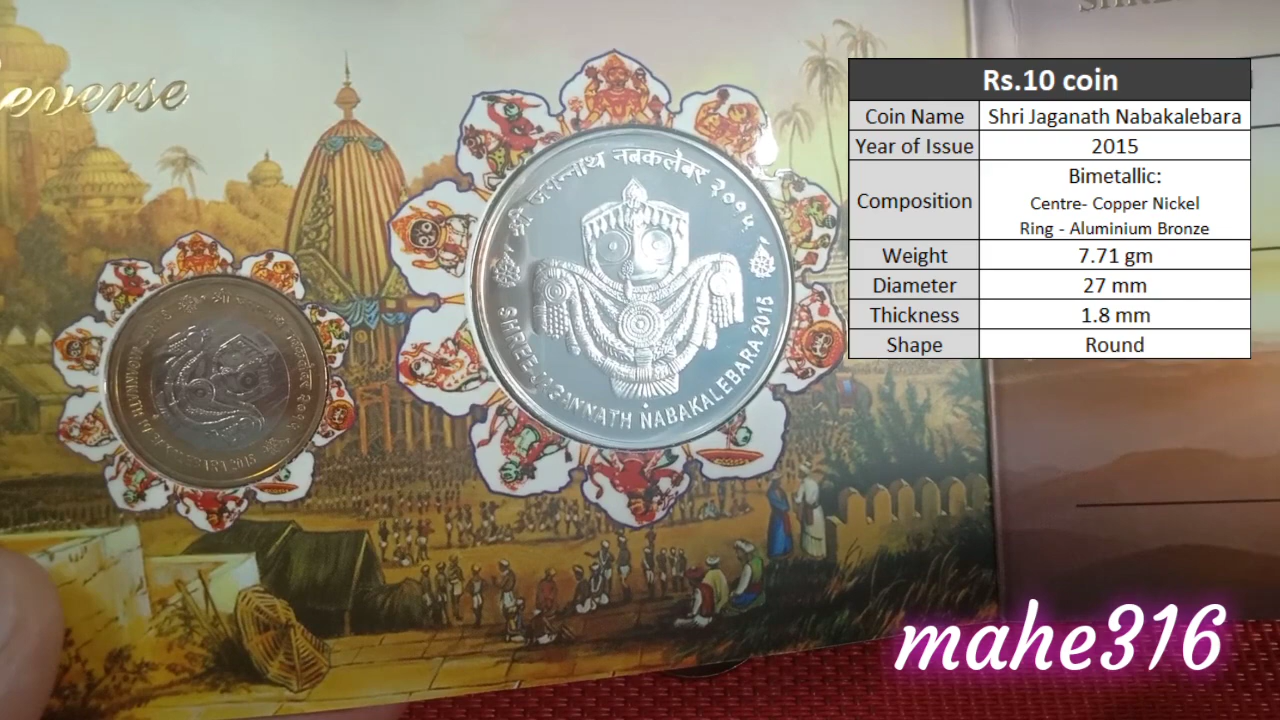 everse
Rs.10 coin
Coin Name Shri Jaganath Nabakalebara
Year of Issue 2015
Composition Bimetallic:
Centre- Copper Nickel
Ring - Aluminium Bronze
Weight 7.71 gm
Diameter 27 mm
Thickness 1.8 mm
Shape Round
श्री जगन्नाथ नबकलेबर २०१५
SHREE JAGANNATH NABAKALEBARA 2015
mahe316